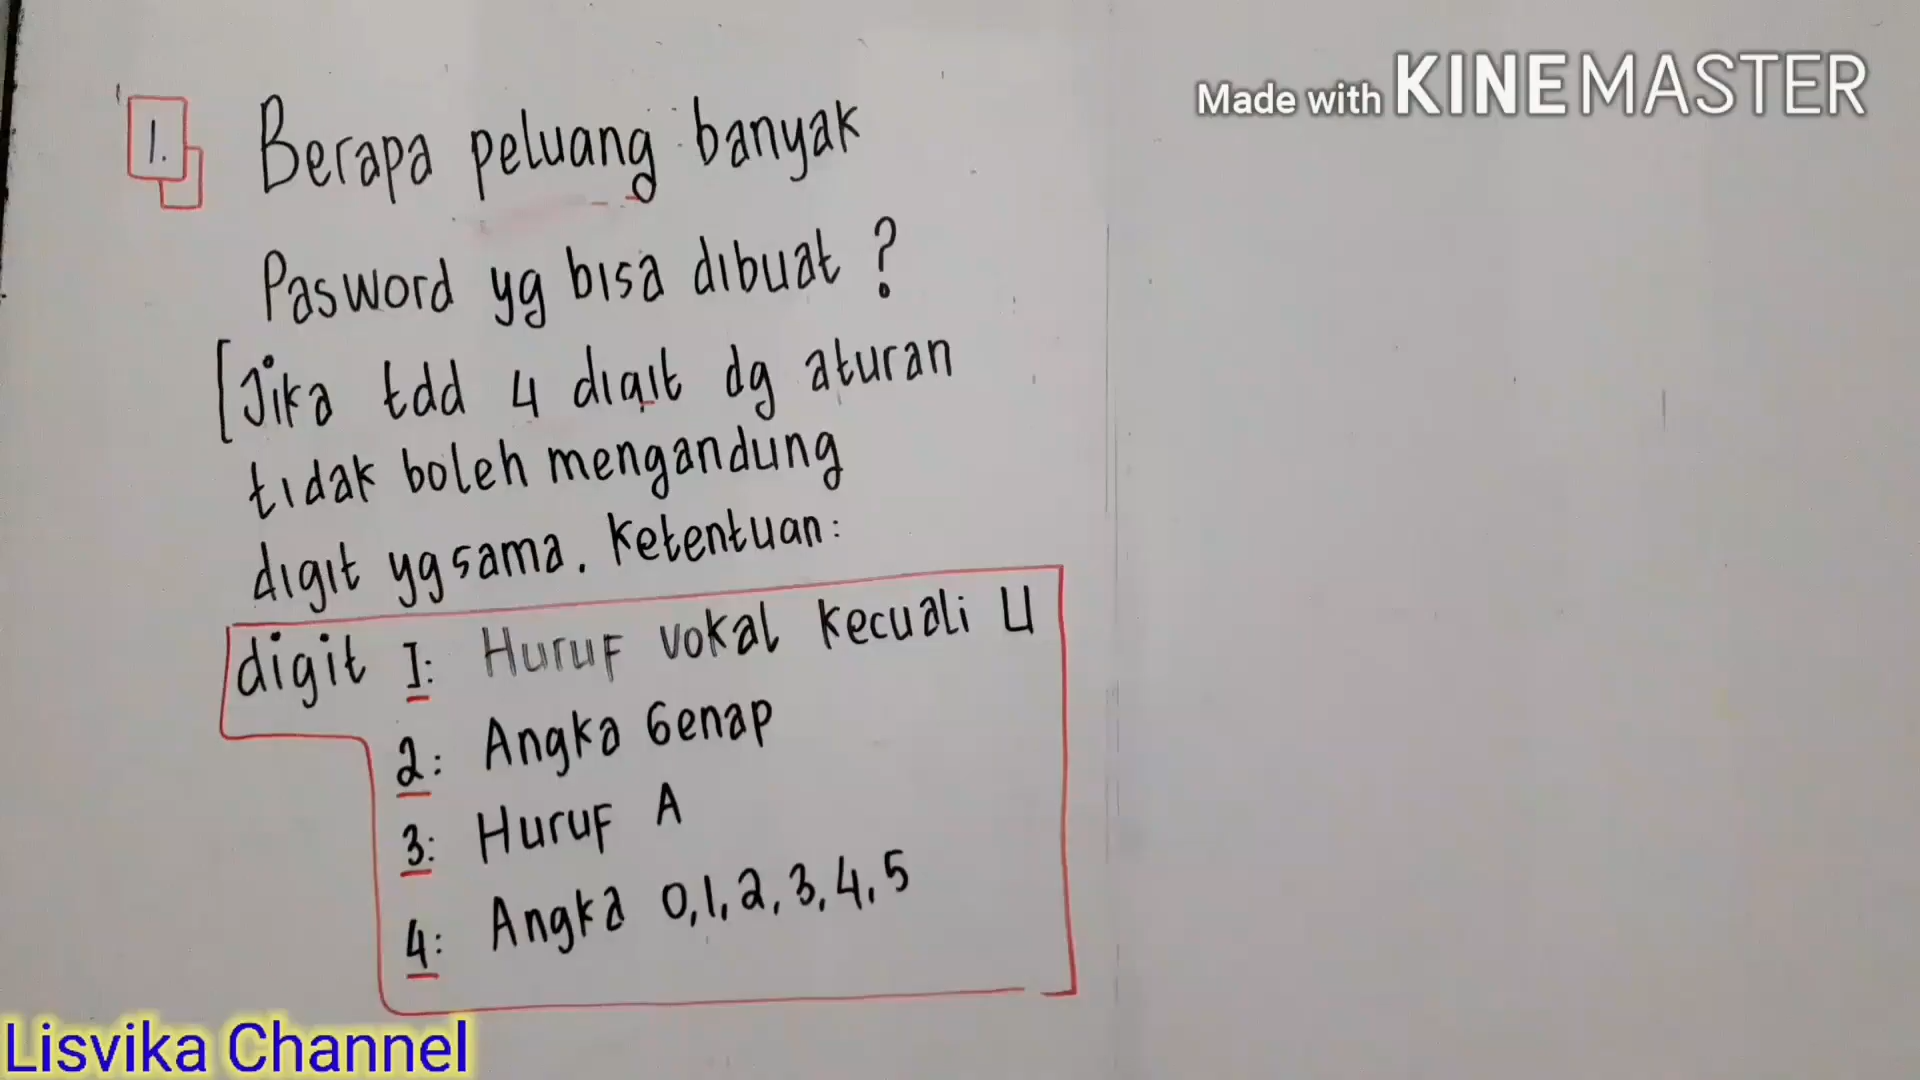 Made with KINEMASTER
1. Berapa peluang banyak
Pasword yg bisa dibuat ?
[Jika tdd 4 digit dg aturan
tidak boleh mengandung
digit yg sama. Ketentuan:
digit I: Huruf vokal kecuali U
2: Angka Genap
3: Huruf A
4: Angka 0,1,2,3,4,5
Lisvika Channel